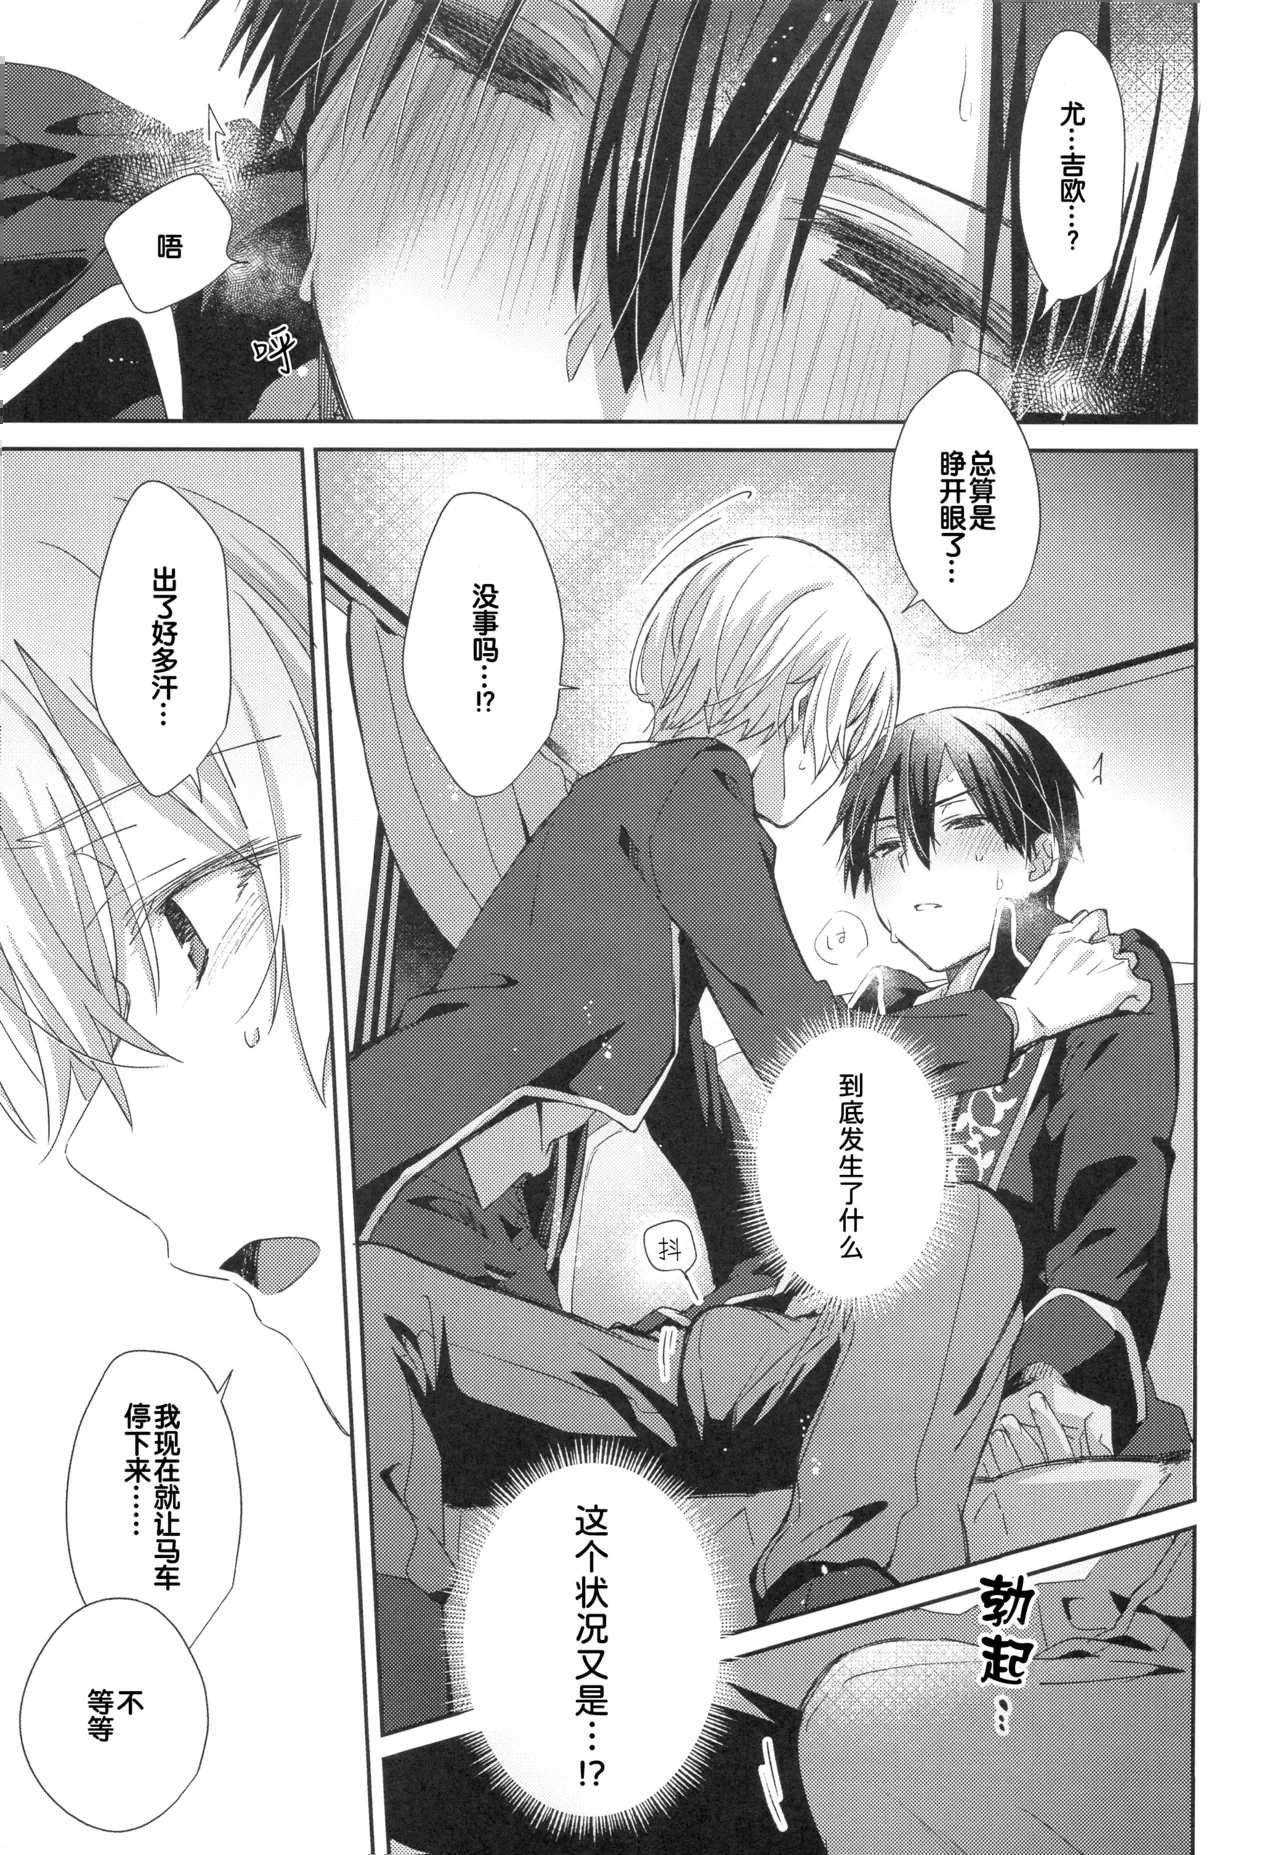 尤…吉欧…?
唔
呼
总算是
睁开眼了…
没事吗…!?
は
到底发生了什么
抖
这个状况又是…!?
出了好多汗…
勃起…
我现在就让马车
停下来……
不
等等